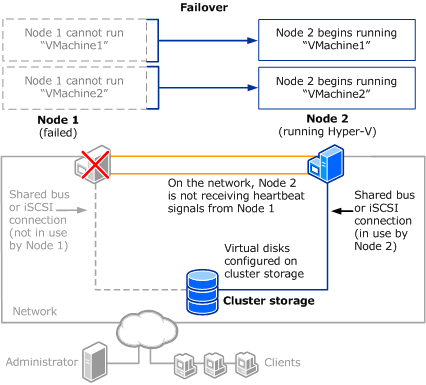 Failover
Node 1 cannot run
“VMachine1”
Node 2 begins running
“VMachine1”
Node 1 cannot run
“VMachine2”
Node 2 begins running
“VMachine2”
Node 1
(failed)
Node 2
(running Hyper-V)
On the network, Node 2
is not receiving heartbeat
signals from Node 1
Shared bus
or iSCSI
connection
(not in use
by Node 1)
Shared bus
or iSCSI
connection
(in use by
Node 2)
Virtual disks
configured on
cluster storage
Cluster storage
Network
Administrator
Clients